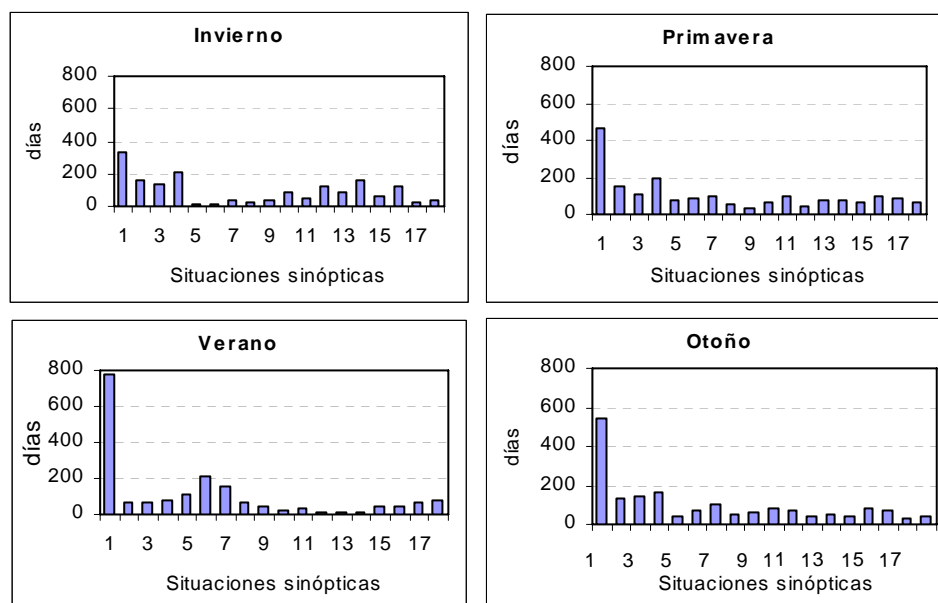 Invierno
800
600
400
200
0
días
1 3 5 7 9 11 13 15 17
Situaciones sinópticas
Primavera
800
600
400
200
0
días
1 3 5 7 9 11 13 15 17
Situaciones sinópticas
Verano
800
600
400
200
0
días
1 3 5 7 9 11 13 15 17
Situaciones sinópticas
Otoño
800
600
400
200
0
días
1 3 5 7 9 11 13 15 17
Situaciones sinópticas